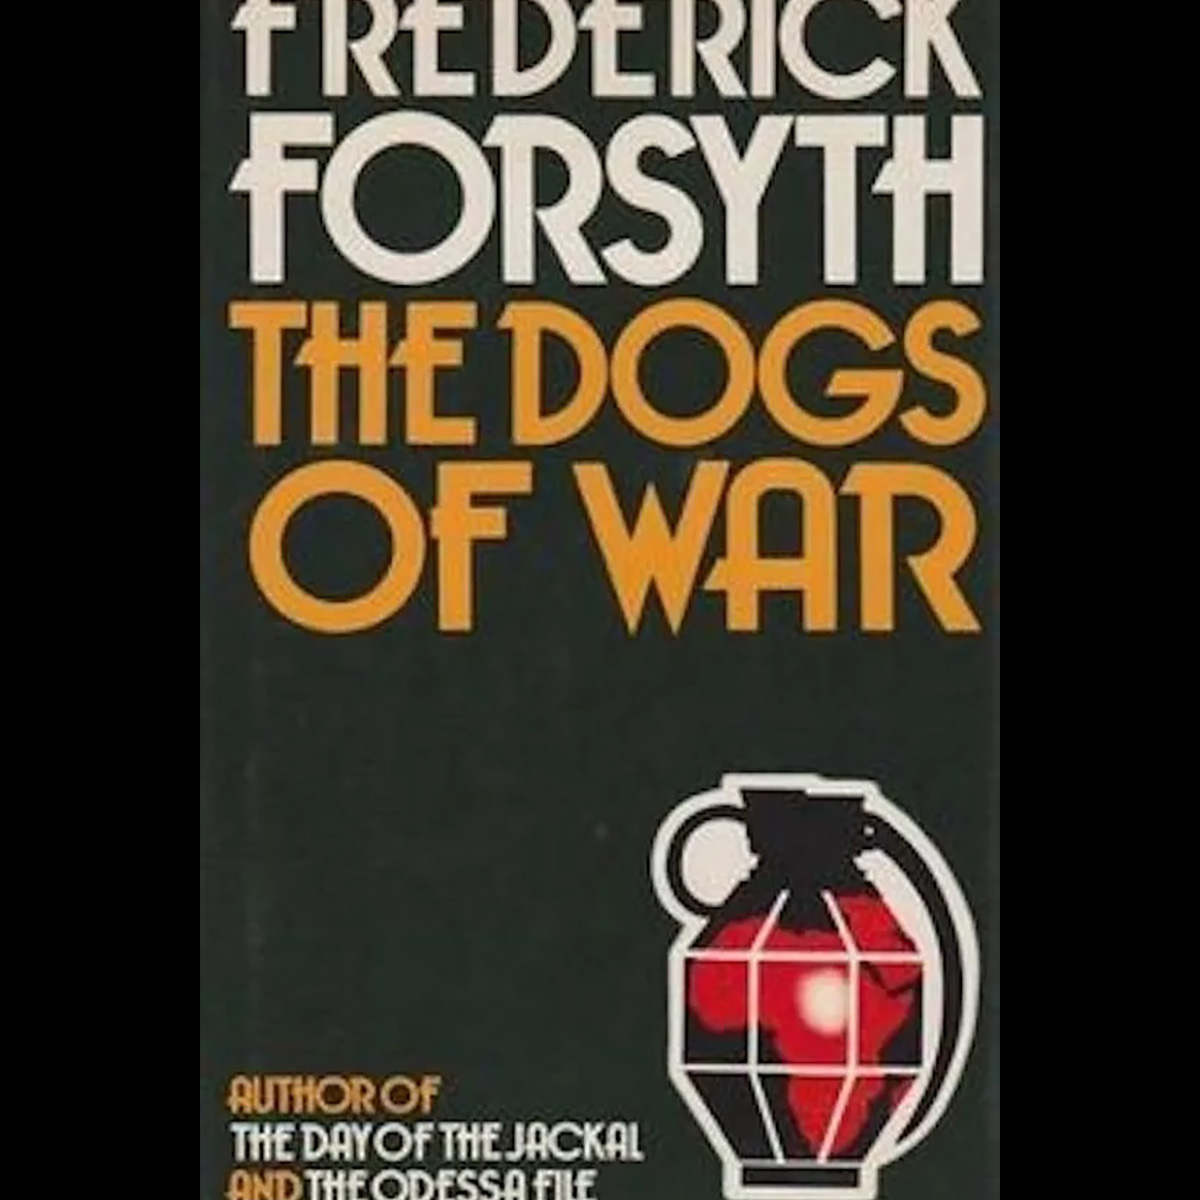 FREDERICK
FORSYTH
THE DOGS
OF WAR
AUTHOR OF
THE DAY OF THE JACKAL
AND THE ODESSA FILE